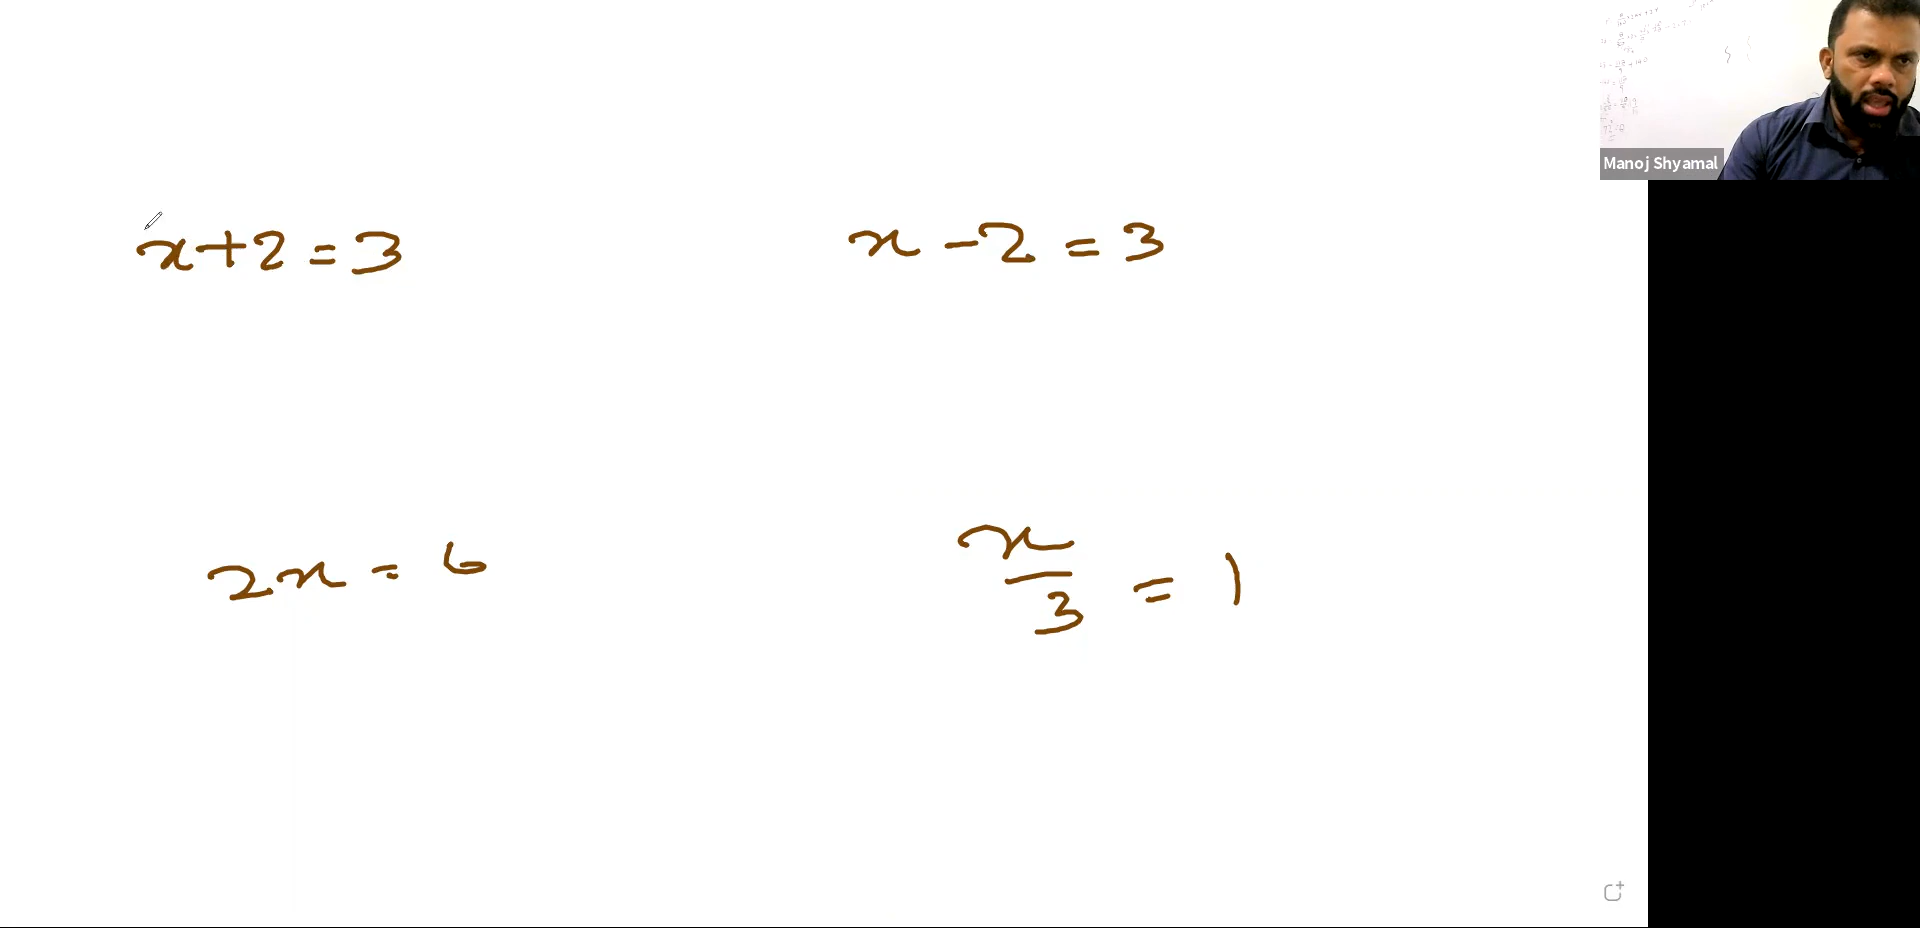 Manoj Shyamal
x + 2 = 3
x - 2 = 3
2x = 6
x/3 = 1